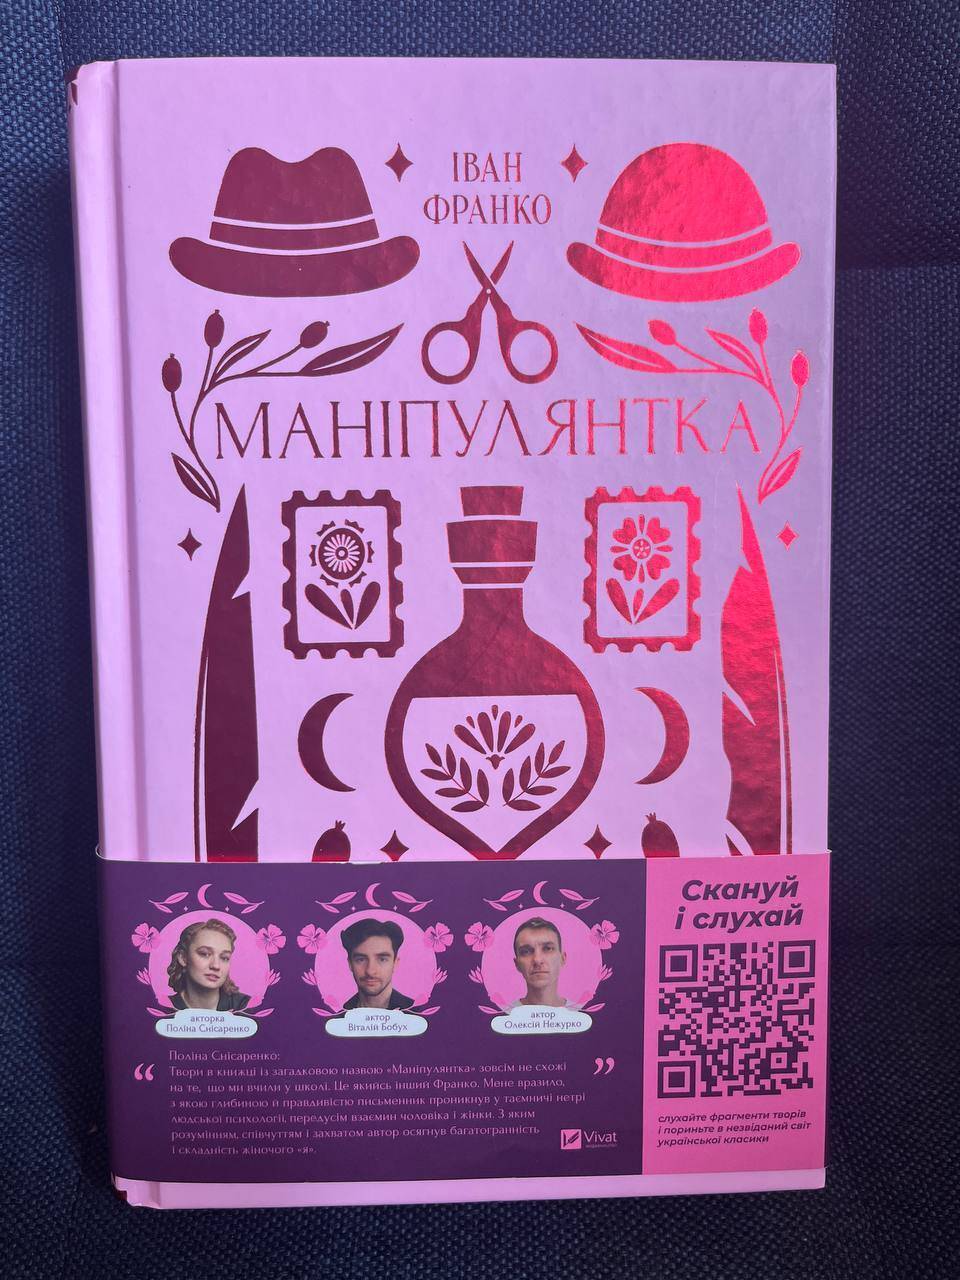 ІВАН
ФРАНКО
МАНІПУЛЯНТКА
акторка
Поліна Снісаренко
актор
Віталій Бобух
актор
Олексій Нежурко
Скануй
і слухай
“ Поліна Снісаренко:
Твори в книжці із загадковою назвою «Маніпулянтка» зовсім не схожі
на те, що ми вчили у школі. Це якийсь інший Франко. Мене вразило,
з якою глибиною й правдивістю письменник проникнув у таємничі нетрі
людської психології, передусім взаємин чоловіка і жінки. З яким
розумінням, співчуттям і захватом автор осягнув багатогранність
і складність жіночого «я». ”
Vivat
видавництво
слухайте фрагменти творів
і пориньте в незвіданий світ
української класики